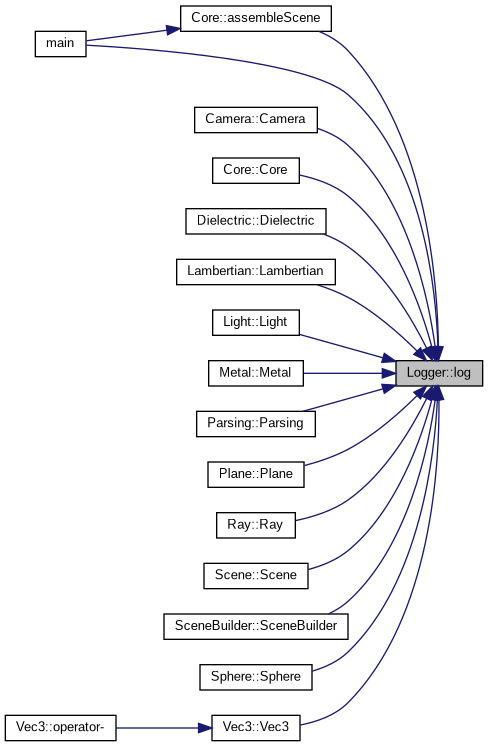 Core::assembleScene
main
Camera::Camera
Core::Core
Dielectric::Dielectric
Lambertian::Lambertian
Light::Light
Metal::Metal
Logger::log
Parsing::Parsing
Plane::Plane
Ray::Ray
Scene::Scene
SceneBuilder::SceneBuilder
Sphere::Sphere
Vec3::operator-
Vec3::Vec3